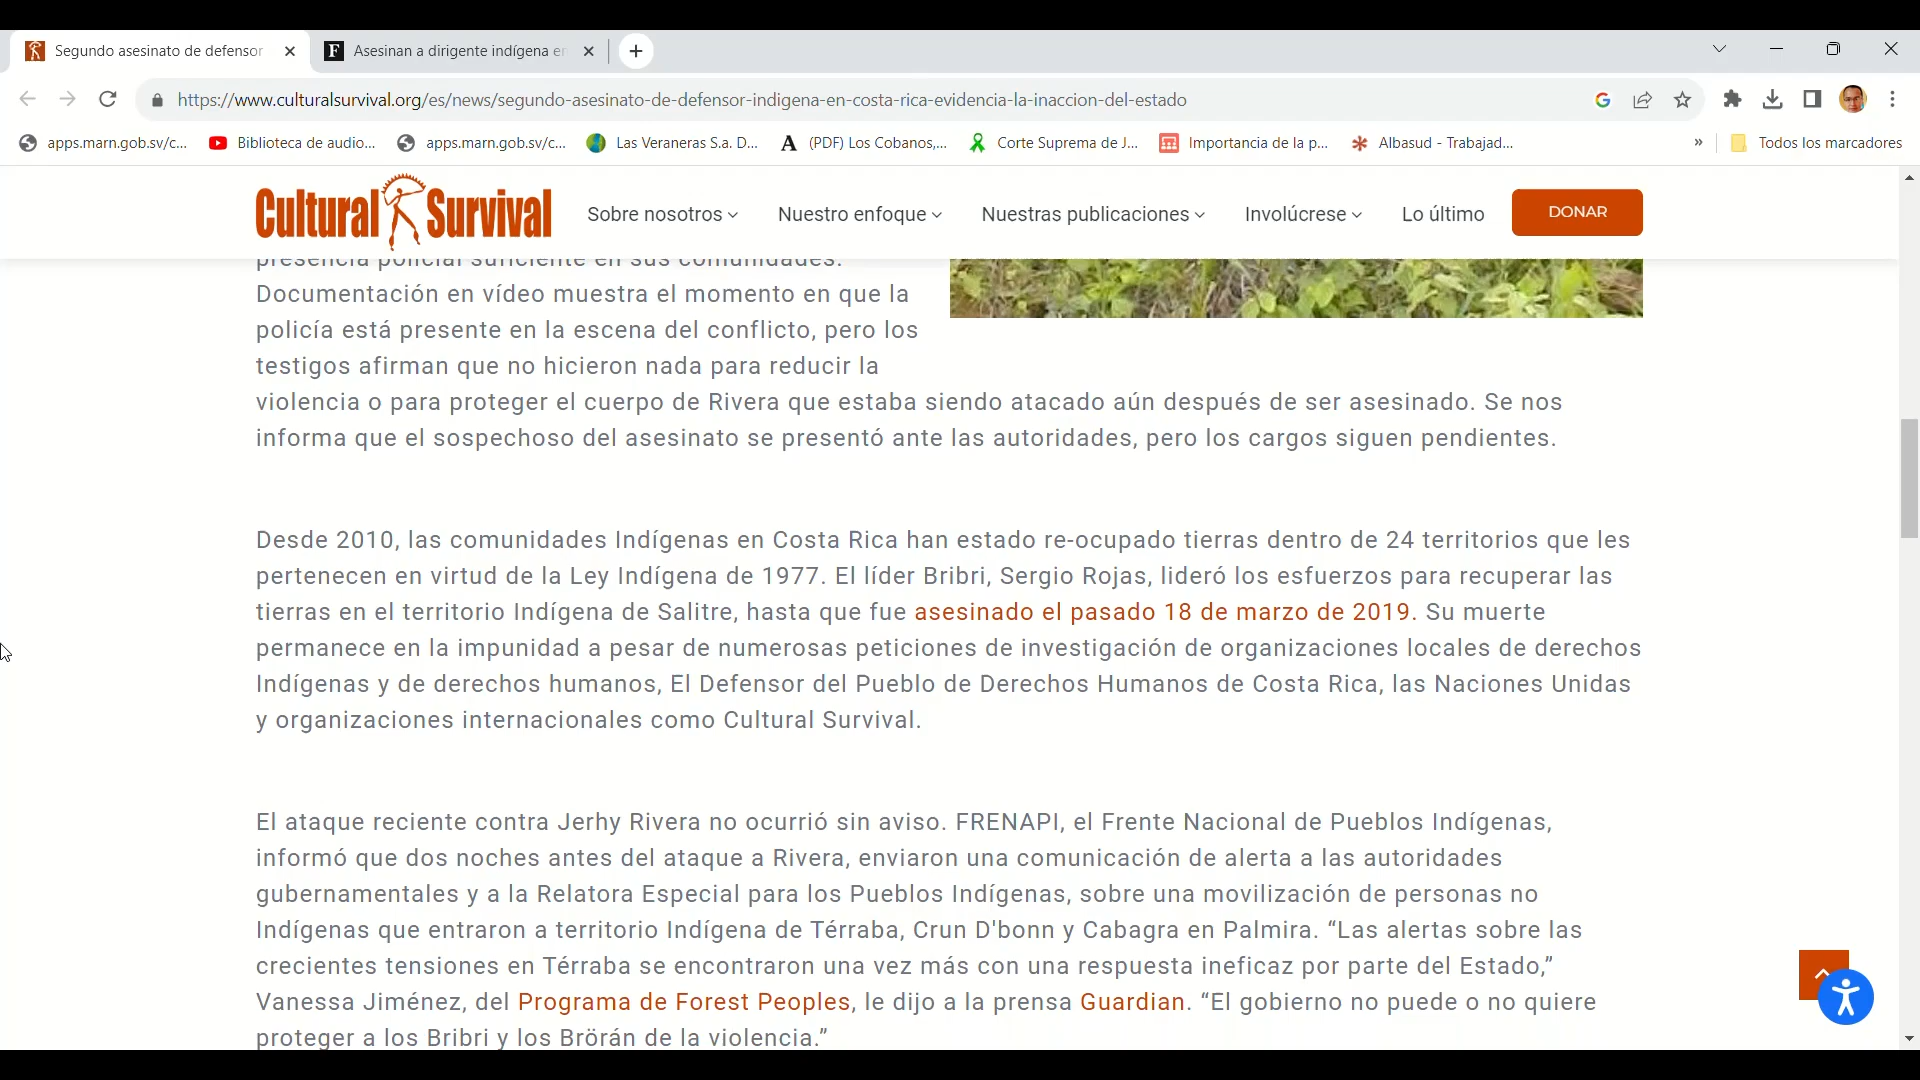 Segundo asesinato de defensor
Asesinan a dirigente indígena en
https://www.culturalsurvival.org/es/news/segundo-asesinato-de-defensor-indigena-en-costa-rica-evidencia-la-inaccion-del-estado
apps.marn.gob.sv/c...
Biblioteca de audio...
apps.marn.gob.sv/c...
Las Veraneras S.a. D...
(PDF) Los Cobanos,...
Corte Suprema de J...
Importancia de la p...
Albasud - Trabajad...
»
Todos los marcadores
Cultural Survival
Sobre nosotros
Nuestro enfoque
Nuestras publicaciones
Involúcrese
Lo último
DONAR
presencia policial suficiente en sus comunidades.
Documentación en vídeo muestra el momento en que la
policía está presente en la escena del conflicto, pero los
testigos afirman que no hicieron nada para reducir la
violencia o para proteger el cuerpo de Rivera que estaba siendo atacado aún después de ser asesinado. Se nos
informa que el sospechoso del asesinato se presentó ante las autoridades, pero los cargos siguen pendientes.
Desde 2010, las comunidades Indígenas en Costa Rica han estado re-ocupado tierras dentro de 24 territorios que les
pertenecen en virtud de la Ley Indígena de 1977. El líder Bribri, Sergio Rojas, lideró los esfuerzos para recuperar las
tierras en el territorio Indígena de Salitre, hasta que fue asesinado el pasado 18 de marzo de 2019. Su muerte
permanece en la impunidad a pesar de numerosas peticiones de investigación de organizaciones locales de derechos
Indígenas y de derechos humanos, El Defensor del Pueblo de Derechos Humanos de Costa Rica, las Naciones Unidas
y organizaciones internacionales como Cultural Survival.
El ataque reciente contra Jerhy Rivera no ocurrió sin aviso. FRENAPI, el Frente Nacional de Pueblos Indígenas,
informó que dos noches antes del ataque a Rivera, enviaron una comunicación de alerta a las autoridades
gubernamentales y a la Relatora Especial para los Pueblos Indígenas, sobre una movilización de personas no
Indígenas que entraron a territorio Indígena de Térraba, Crun D'bonn y Cabagra en Palmira. “Las alertas sobre las
crecientes tensiones en Térraba se encontraron una vez más con una respuesta ineficaz por parte del Estado,”
Vanessa Jiménez, del Programa de Forest Peoples, le dijo a la prensa Guardian. “El gobierno no puede o no quiere
proteger a los Bribri y los Brörán de la violencia.”